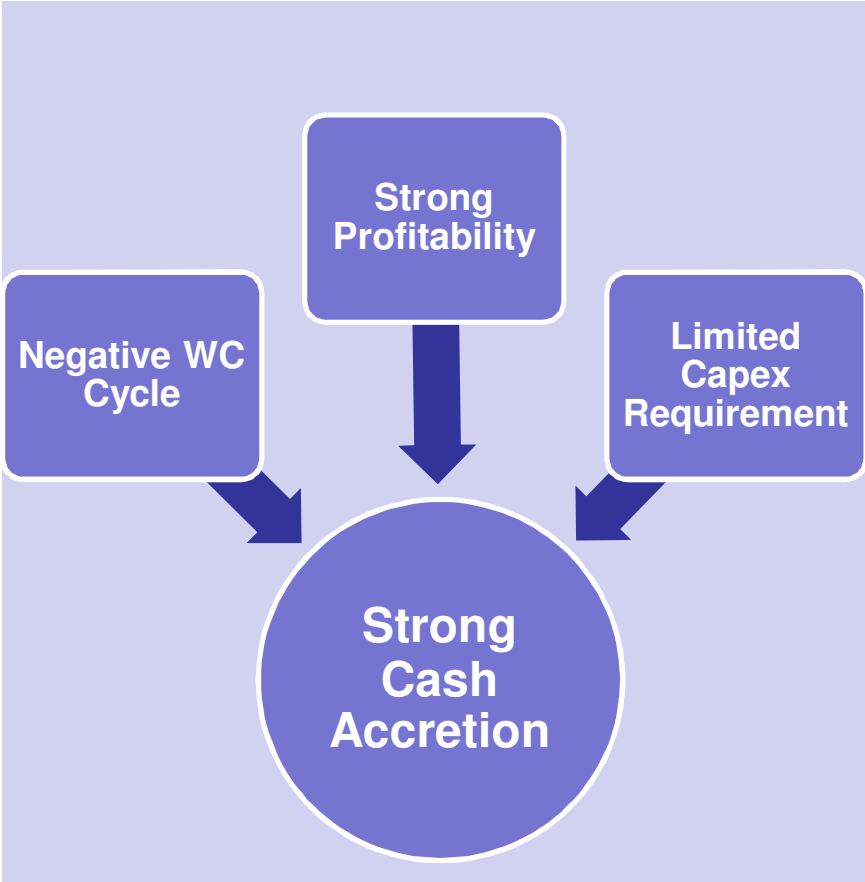 Strong
Profitability
Negative WC
Cycle
Limited
Capex
Requirement
Strong
Cash
Accretion